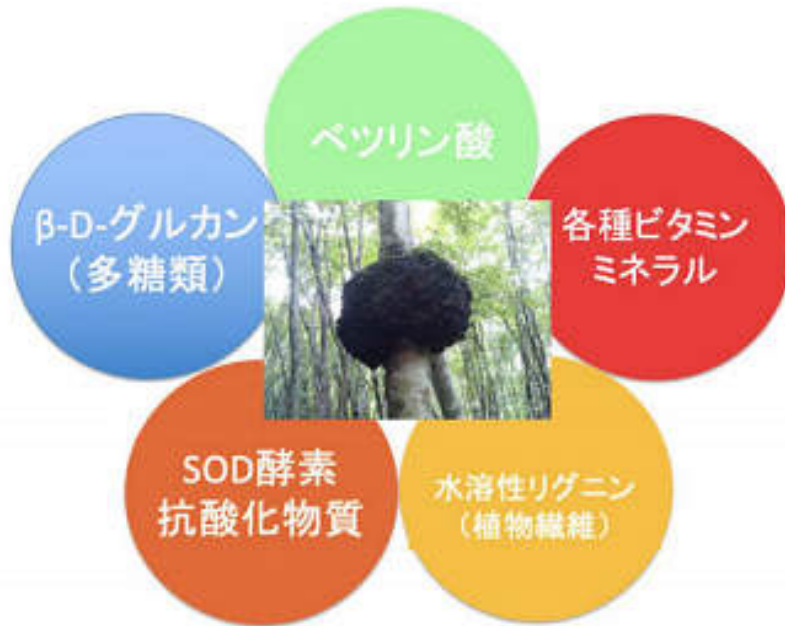 ベツリン酸
β-D-グルカン
(多糖類)
各種ビタミン
ミネラル
SOD酵素
抗酸化物質
水溶性リグニン
(植物繊維)